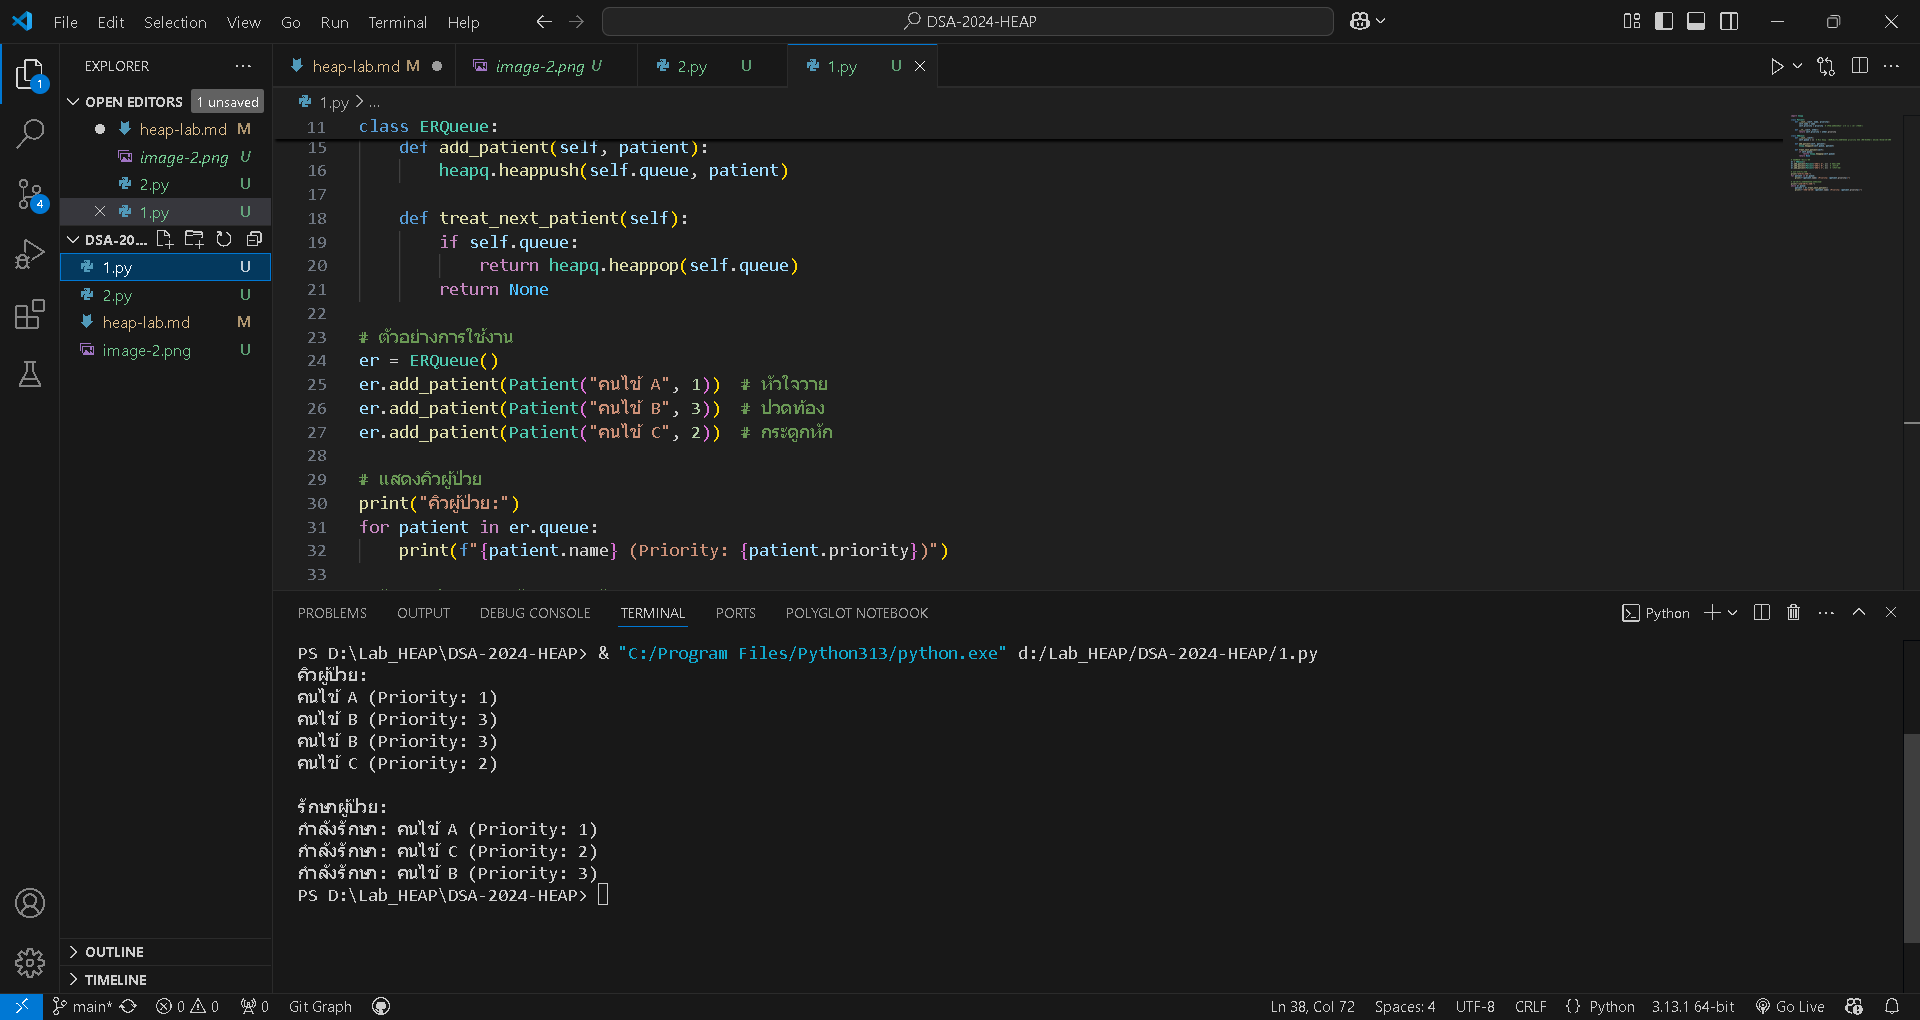 File Edit Selection View Go Run Terminal Help
DSA-2024-HEAP
EXPLORER
OPEN EDITORS 1 unsaved
heap-lab.md M
image-2.png U
2.py U
1.py U
DSA-20...
1.py U
2.py U
heap-lab.md M
image-2.png U
OUTLINE
TIMELINE
1
4
heap-lab.md M
image-2.png U
2.py U
1.py U
1.py > ...
11 class ERQueue:
15 def add_patient(self, patient):
16 heapq.heappush(self.queue, patient)
17
18 def treat_next_patient(self):
19 if self.queue:
20 return heapq.heappop(self.queue)
21 return None
22
23 # ตัวอย่างการใช้งาน
24 er = ERQueue()
25 er.add_patient(Patient("คนไข้ A", 1)) # หัวใจวาย
26 er.add_patient(Patient("คนไข้ B", 3)) # ปวดท้อง
27 er.add_patient(Patient("คนไข้ C", 2)) # กระดูกหัก
28
29 # แสดงคิวผู้ป่วย
30 print("คิวผู้ป่วย:")
31 for patient in er.queue:
32 print(f"{patient.name} (Priority: {patient.priority})")
33
PROBLEMS OUTPUT DEBUG CONSOLE TERMINAL PORTS POLYGLOT NOTEBOOK
Python
PS D:\Lab_HEAP\DSA-2024-HEAP> & "C:/Program Files/Python313/python.exe" d:/Lab_HEAP/DSA-2024-HEAP/1.py
คิวผู้ป่วย:
คนไข้ A (Priority: 1)
คนไข้ B (Priority: 3)
คนไข้ B (Priority: 3)
คนไข้ C (Priority: 2)
รักษาผู้ป่วย:
กำลังรักษา: คนไข้ A (Priority: 1)
กำลังรักษา: คนไข้ C (Priority: 2)
กำลังรักษา: คนไข้ B (Priority: 3)
PS D:\Lab_HEAP\DSA-2024-HEAP>
main* 0 0 0 Git Graph
Ln 38, Col 72 Spaces: 4 UTF-8 CRLF {} Python 3.13.1 64-bit Go Live